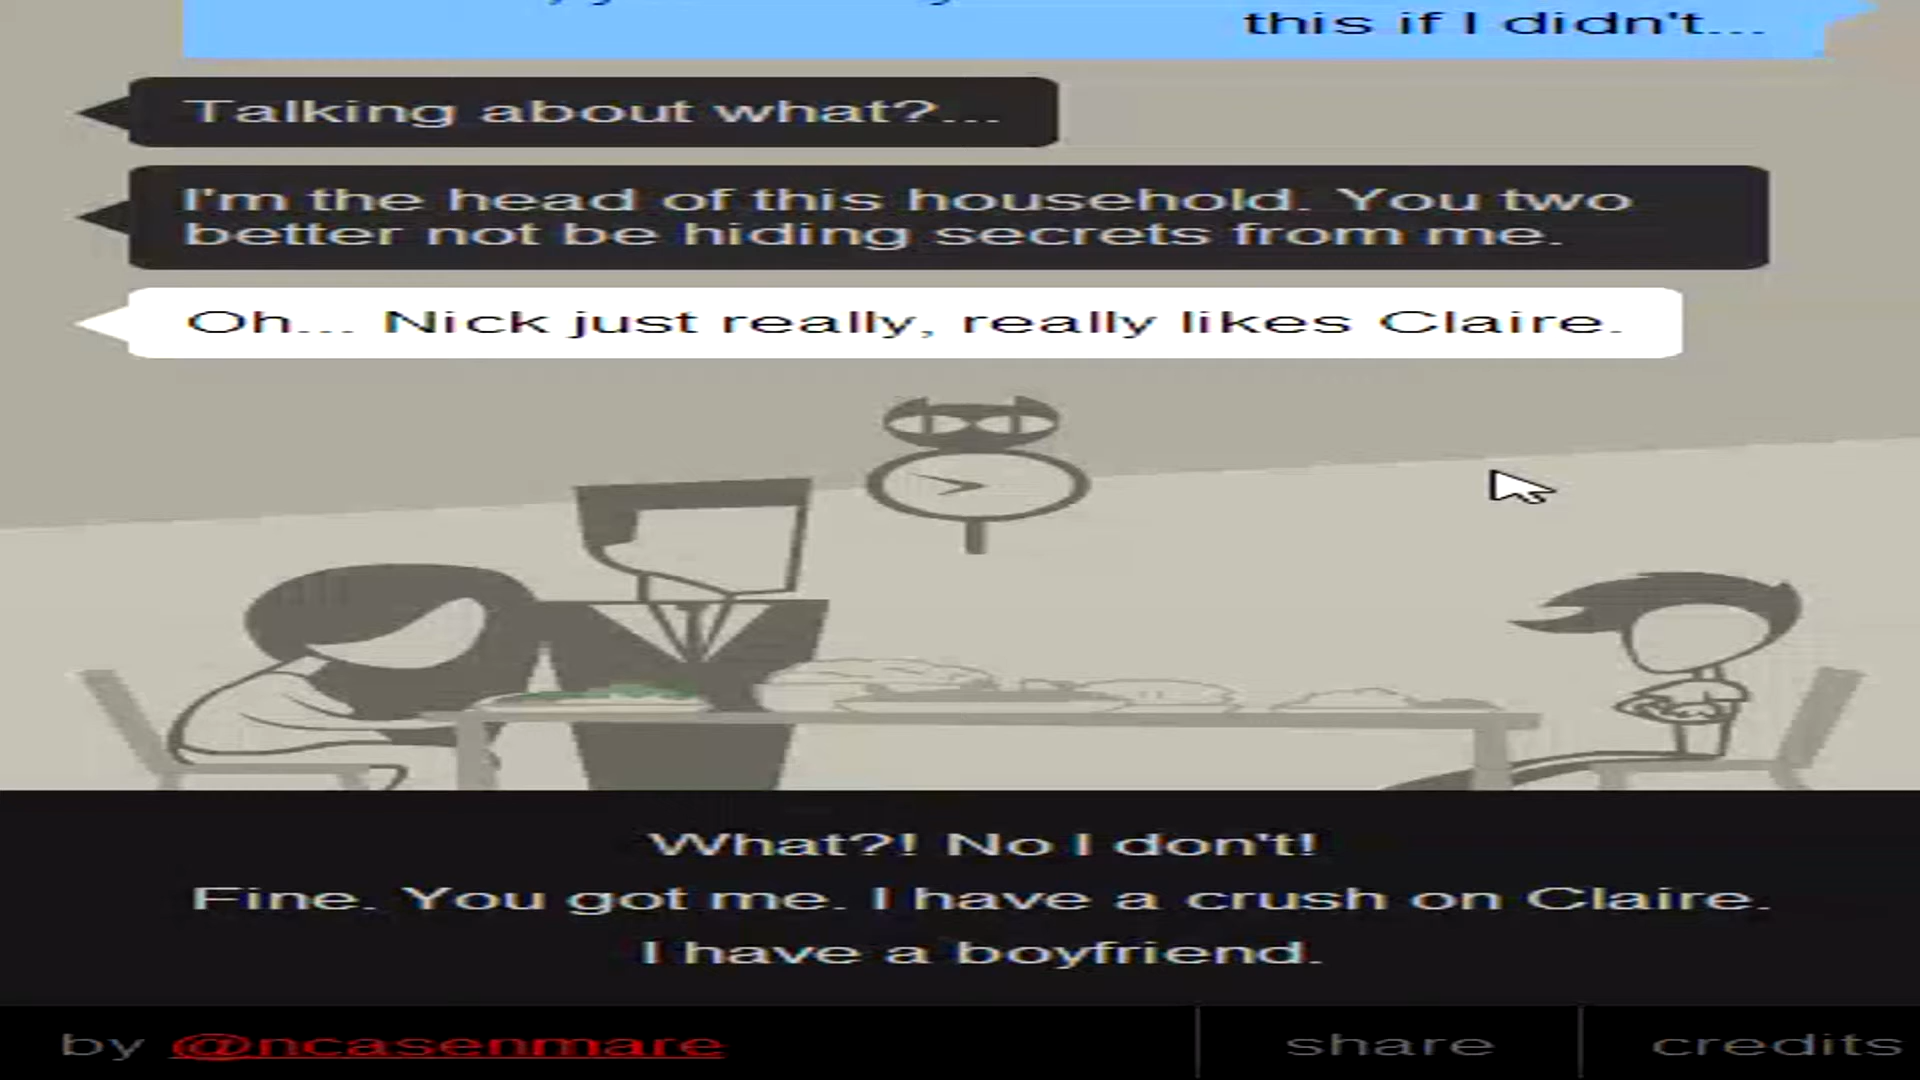 this if I didn't...
Talking about what?...
I'm the head of this household. You two
better not be hiding secrets from me.
Oh... Nick just really, really likes Claire.
What?! No I don't!
Fine. You got me. I have a crush on Claire.
I have a boyfriend.
by @ncasenmare
share
credits